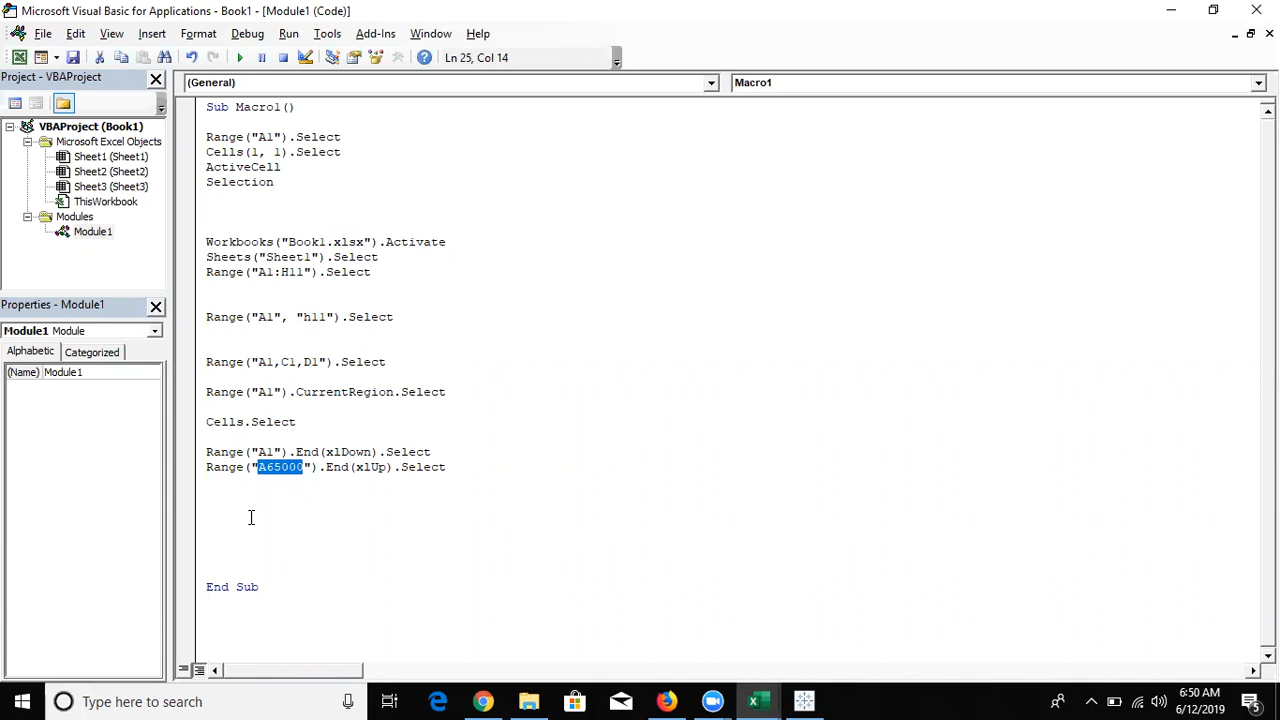 Microsoft Visual Basic for Applications - Book1 - [Module1 (Code)]
File Edit View Insert Format Debug Run Tools Add-Ins Window Help
Ln 25, Col 14
Project - VBAProject
(General)
Macro1
VBAProject (Book1)
Microsoft Excel Objects
Sheet1 (Sheet1)
Sheet2 (Sheet2)
Sheet3 (Sheet3)
ThisWorkbook
Modules
Module1
Properties - Module1
Module1 Module
Alphabetic Categorized
(Name) Module1
Sub Macro1()
Range("A1").Select
Cells(1, 1).Select
ActiveCell
Selection
Workbooks("Book1.xlsx").Activate
Sheets("Sheet1").Select
Range("A1:H11").Select
Range("A1", "h11").Select
Range("A1,C1,D1").Select
Range("A1").CurrentRegion.Select
Cells.Select
Range("A1").End(xlDown).Select
Range("A65000").End(xlUp).Select
End Sub
Type here to search
6:50 AM
6/12/2019
5